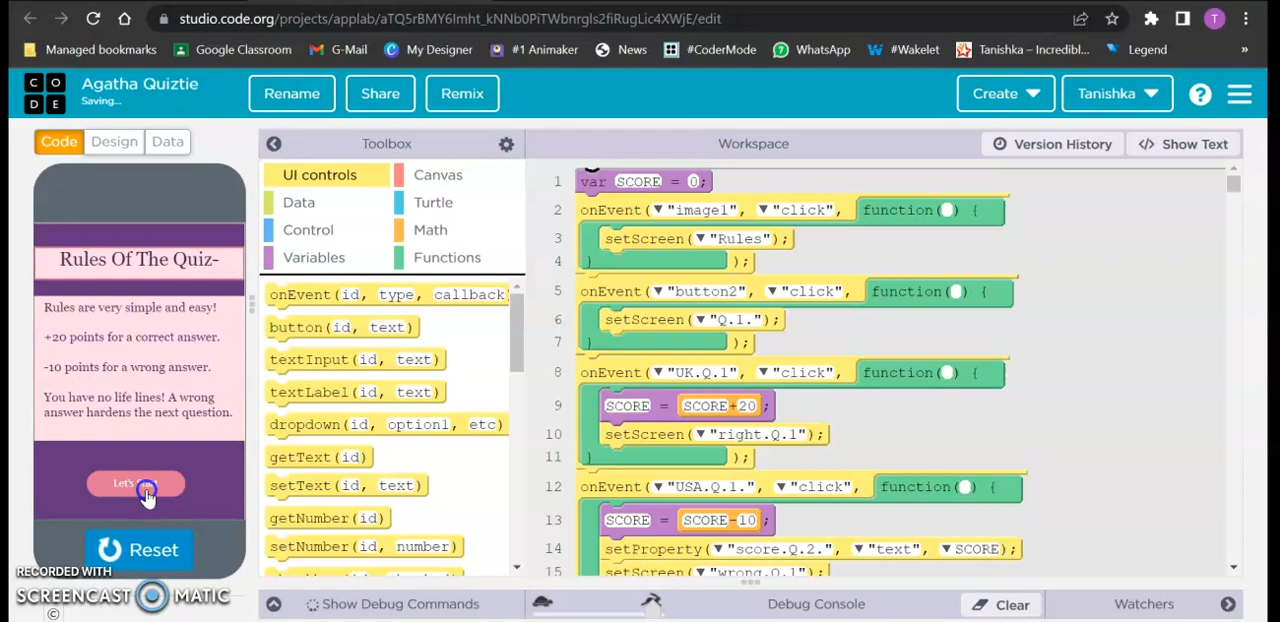 studio.code.org/projects/applab/aTQ5rBMY6Imht_kNNb0PiTWbnrgls2fiRugLic4XWjE/edit
T
Managed bookmarks Google Classroom G-Mail My Designer #1 Animaker News #CoderMode WhatsApp #Wakelet Tanishka – Incredibl... Legend »
C O D E
Agatha Quiztie
Saving...
Rename Share Remix Create Tanishka ?
Code Design Data Toolbox Workspace Version History </> Show Text
Rules Of The Quiz-
Rules are very simple and easy!
+20 points for a correct answer.
-10 points for a wrong answer.
You have no life lines! A wrong
answer hardens the next question.
Reset
RECORDED WITH
SCREENCAST MATIC
©
UI controls Canvas
Data Turtle
Control Math
Variables Functions
onEvent(id, type, callback)
button(id, text)
textInput(id, text)
textLabel(id, text)
dropdown(id, option1, etc)
getText(id)
setText(id, text)
getNumber(id)
setNumber(id, number)
1 var SCORE = 0;
2 onEvent("image1", "click", function( ) {
3 setScreen("Rules");
4 } );
5 onEvent("button2", "click", function( ) {
6 setScreen("Q.1.");
7 } );
8 onEvent("UK.Q.1", "click", function( ) {
9 SCORE = SCORE+20;
10 setScreen("right.Q.1");
11 } );
12 onEvent("USA.Q.1.", "click", function( ) {
13 SCORE = SCORE-10;
14 setProperty("score.Q.2.", "text", SCORE);
15 setScreen("wrong.Q.1");
Show Debug Commands Debug Console Clear Watchers